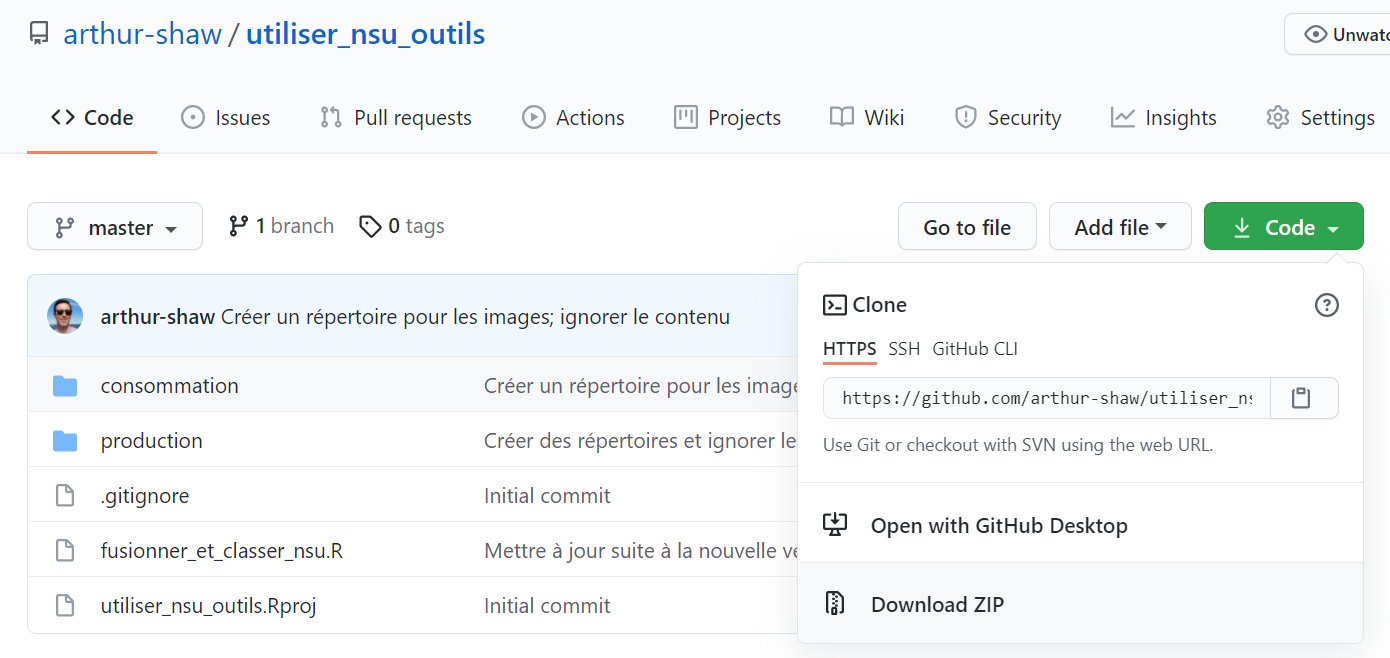 arthur-shaw / utiliser_nsu_outils
Unwatc
Code Issues Pull requests Actions Projects Wiki Security Insights Settings
master 1 branch 0 tags Go to file Add file Code
arthur-shaw Créer un répertoire pour les images; ignorer le contenu
consommation Créer un répertoire pour les image
production Créer des répertoires et ignorer le
.gitignore Initial commit
fusionner_et_classer_nsu.R Mettre à jour suite à la nouvelle ve
utiliser_nsu_outils.Rproj Initial commit
Clone
HTTPS SSH GitHub CLI
https://github.com/arthur-shaw/utiliser_ns
Use Git or checkout with SVN using the web URL.
Open with GitHub Desktop
Download ZIP